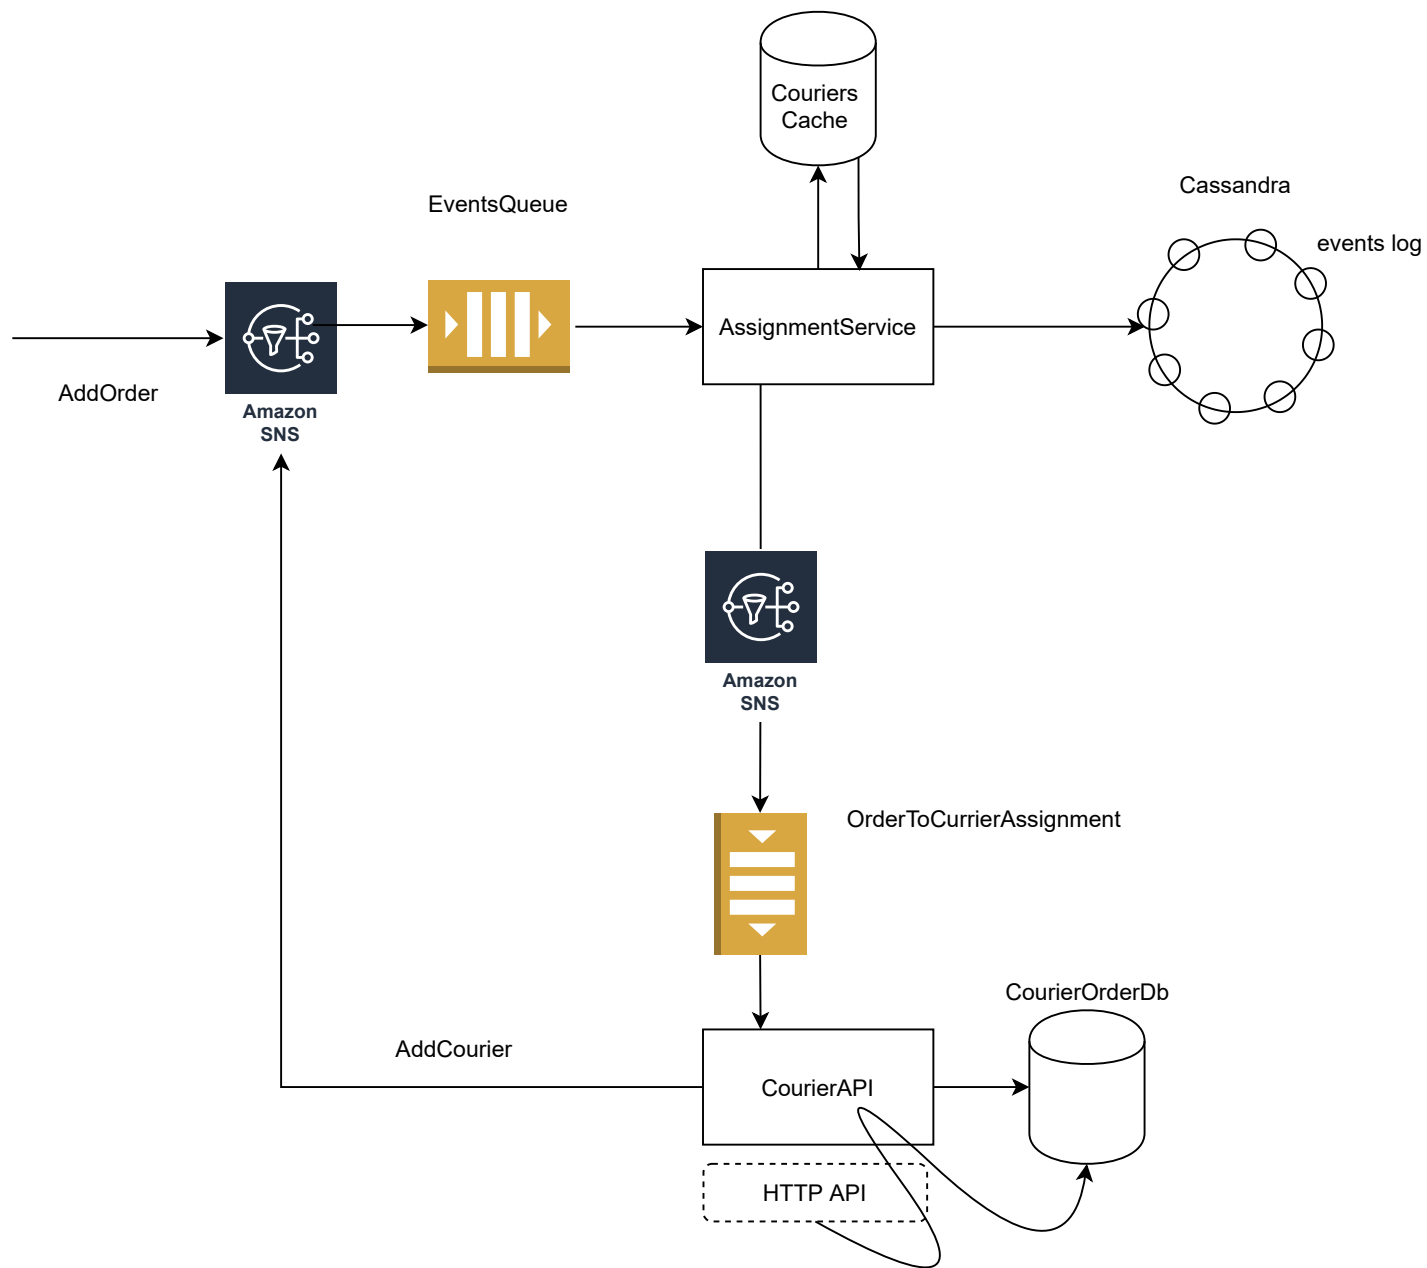 Couriers
Cache
Cassandra
EventsQueue
events log
AssignmentService
AddOrder
Amazon
SNS
Amazon
SNS
OrderToCurrierAssignment
CourierOrderDb
AddCourier
CourierAPI
HTTP API